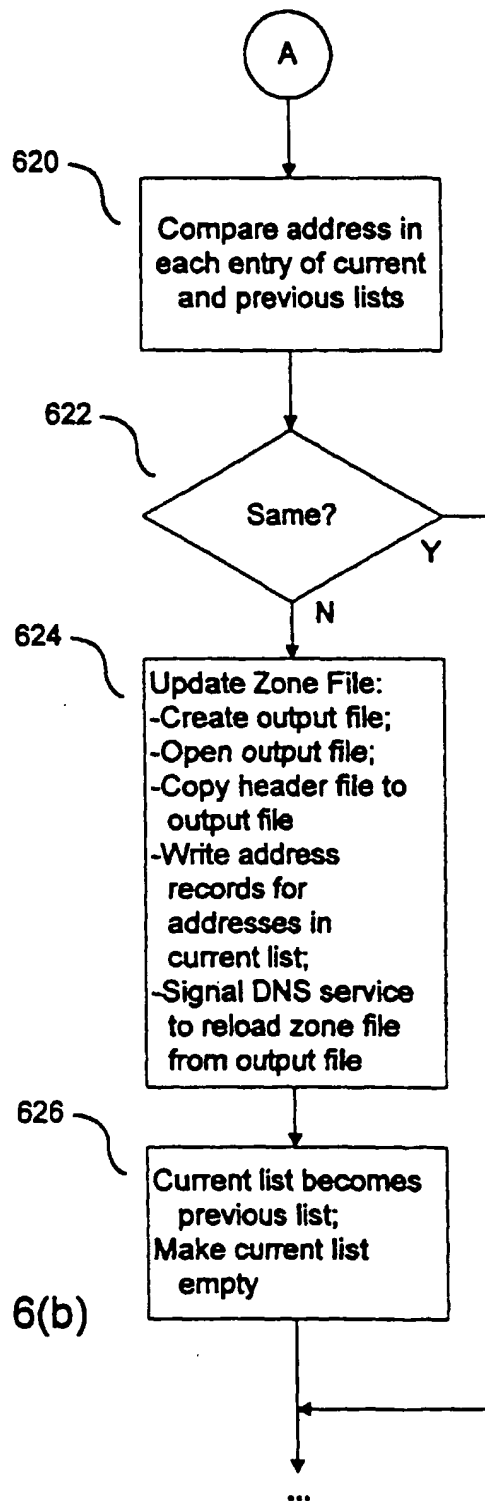 A
620
Compare address in
each entry of current
and previous lists
622
Same?
Y
N
624
Update Zone File:
-Create output file;
-Open output file;
-Copy header file to
output file
-Write address
records for
addresses in
current list;
-Signal DNS service
to reload zone file
from output file
626
Current list becomes
previous list;
Make current list
empty
6(b)
...